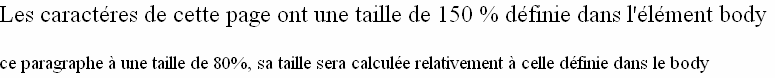 Les caractéres de cette page ont une taille de 150 % définie dans l'élément body
ce paragraphe à une taille de 80%, sa taille sera calculée relativement à celle définie dans le body